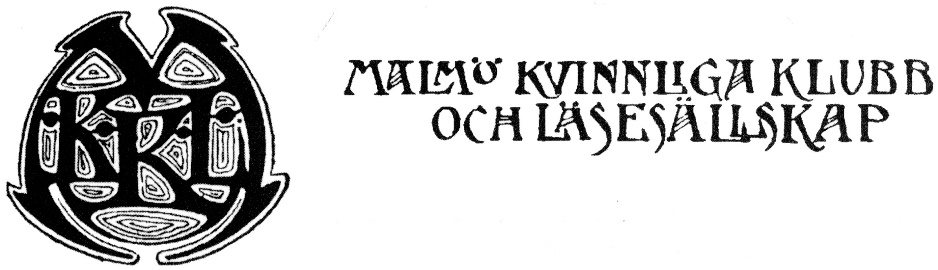 MALMÖ KVINNLIGA KLUBB
OCH LÄSESÄLLSKAP